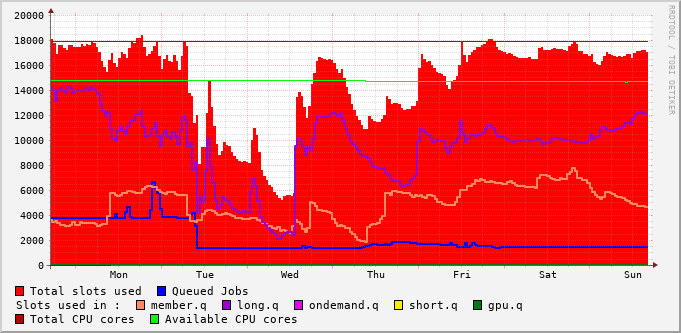 20000
18000
16000
14000
12000
10000
8000
6000
4000
2000
0
Mon Tue Wed Thu Fri Sat Sun
RRDTOOL / TOBI OETIKER
Total slots used Queued Jobs
Slots used in : member.q long.q ondemand.q short.q gpu.q
Total CPU cores Available CPU cores